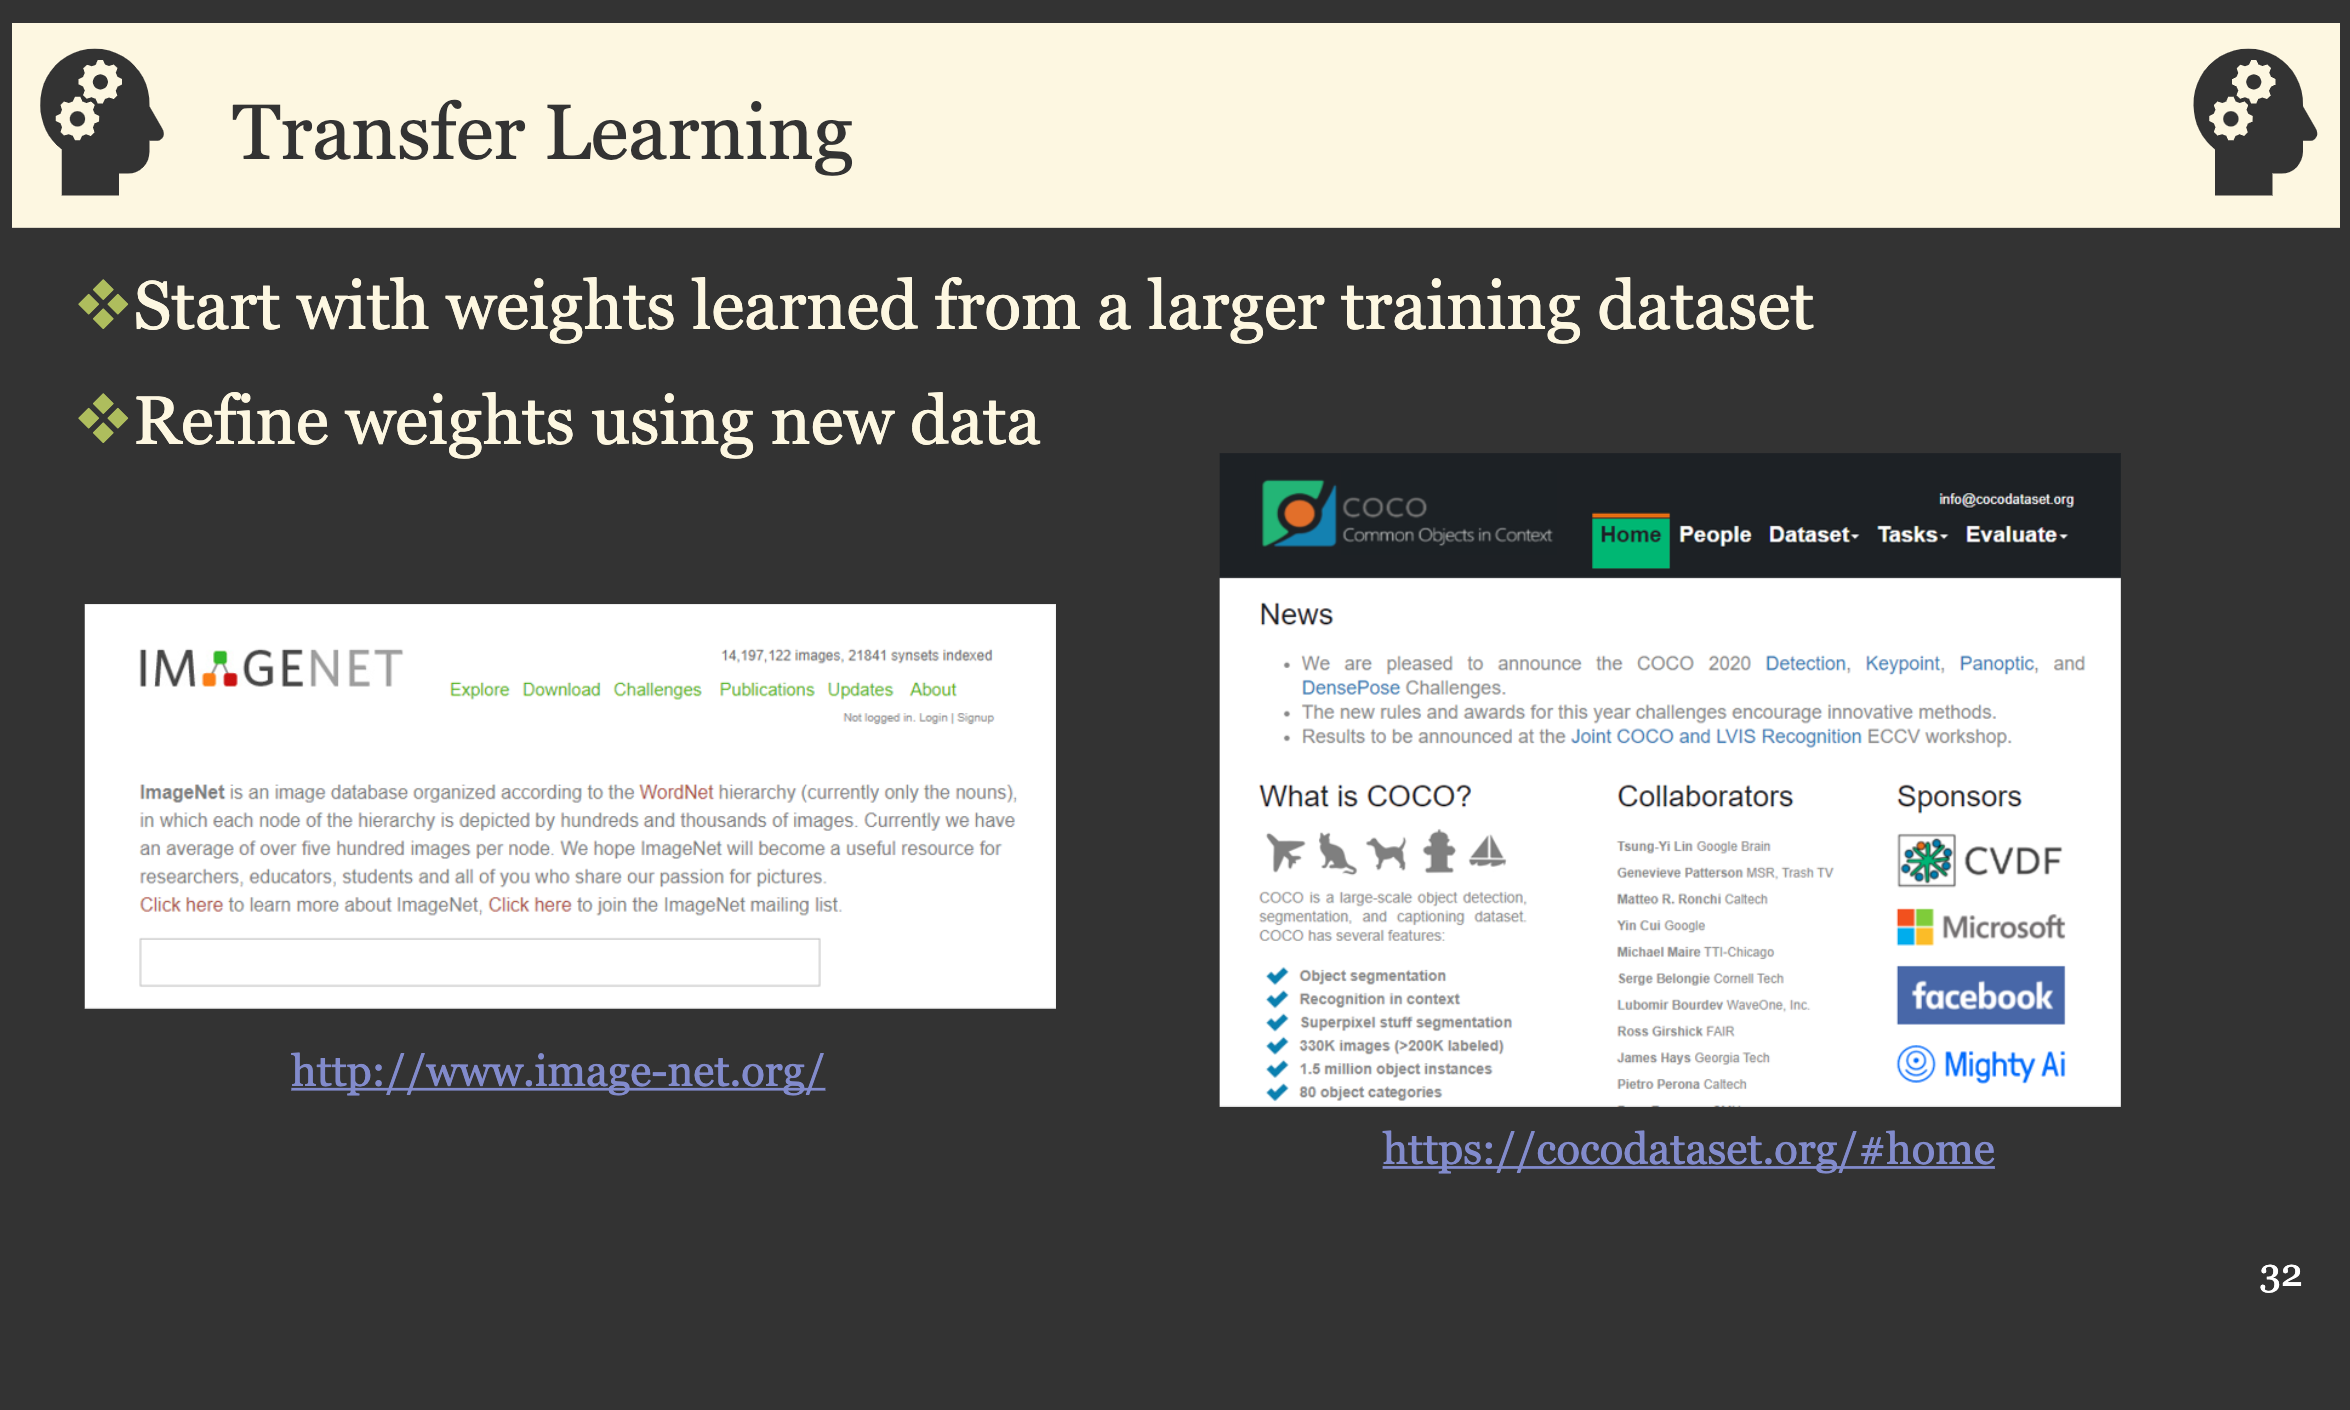 Transfer Learning
❖Start with weights learned from a larger training dataset
❖Refine weights using new data
IMAGENET
14,197,122 images, 21841 synsets indexed
Explore Download Challenges Publications Updates About
Not logged in. Login | Signup
ImageNet is an image database organized according to the WordNet hierarchy (currently only the nouns),
in which each node of the hierarchy is depicted by hundreds and thousands of images. Currently we have
an average of over five hundred images per node. We hope ImageNet will become a useful resource for
researchers, educators, students and all of you who share our passion for pictures.
Click here to learn more about ImageNet, Click here to join the ImageNet mailing list.
http://www.image-net.org/
COCO
Common Objects in Context
info@cocodataset.org
Home People Dataset Tasks Evaluate
News
• We are pleased to announce the COCO 2020 Detection, Keypoint, Panoptic, and
DensePose Challenges.
• The new rules and awards for this year challenges encourage innovative methods.
• Results to be announced at the Joint COCO and LVIS Recognition ECCV workshop.
What is COCO?
COCO is a large-scale object detection,
segmentation, and captioning dataset.
COCO has several features:
Object segmentation
Recognition in context
Superpixel stuff segmentation
330K images (>200K labeled)
1.5 million object instances
80 object categories
Collaborators
Tsung-Yi Lin Google Brain
Genevieve Patterson MSR, Trash TV
Matteo R. Ronchi Caltech
Yin Cui Google
Michael Maire TTI-Chicago
Serge Belongie Cornell Tech
Lubomir Bourdev WaveOne, Inc.
Ross Girshick FAIR
James Hays Georgia Tech
Pietro Perona Caltech
Sponsors
CVDF
Microsoft
facebook
Mighty Ai
https://cocodataset.org/#home
32